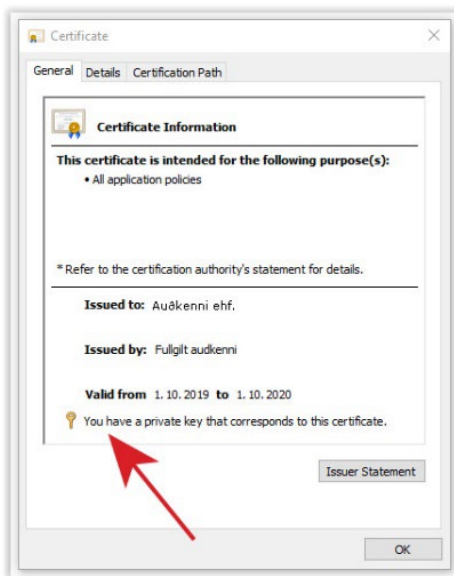 Certificate
General Details Certification Path
Certificate Information
This certificate is intended for the following purpose(s):
• All application policies
* Refer to the certification authority's statement for details.
Issued to: Auðkenni ehf.
Issued by: Fullgilt audkenni
Valid from 1. 10. 2019 to 1. 10. 2020
You have a private key that corresponds to this certificate.
Issuer Statement
OK